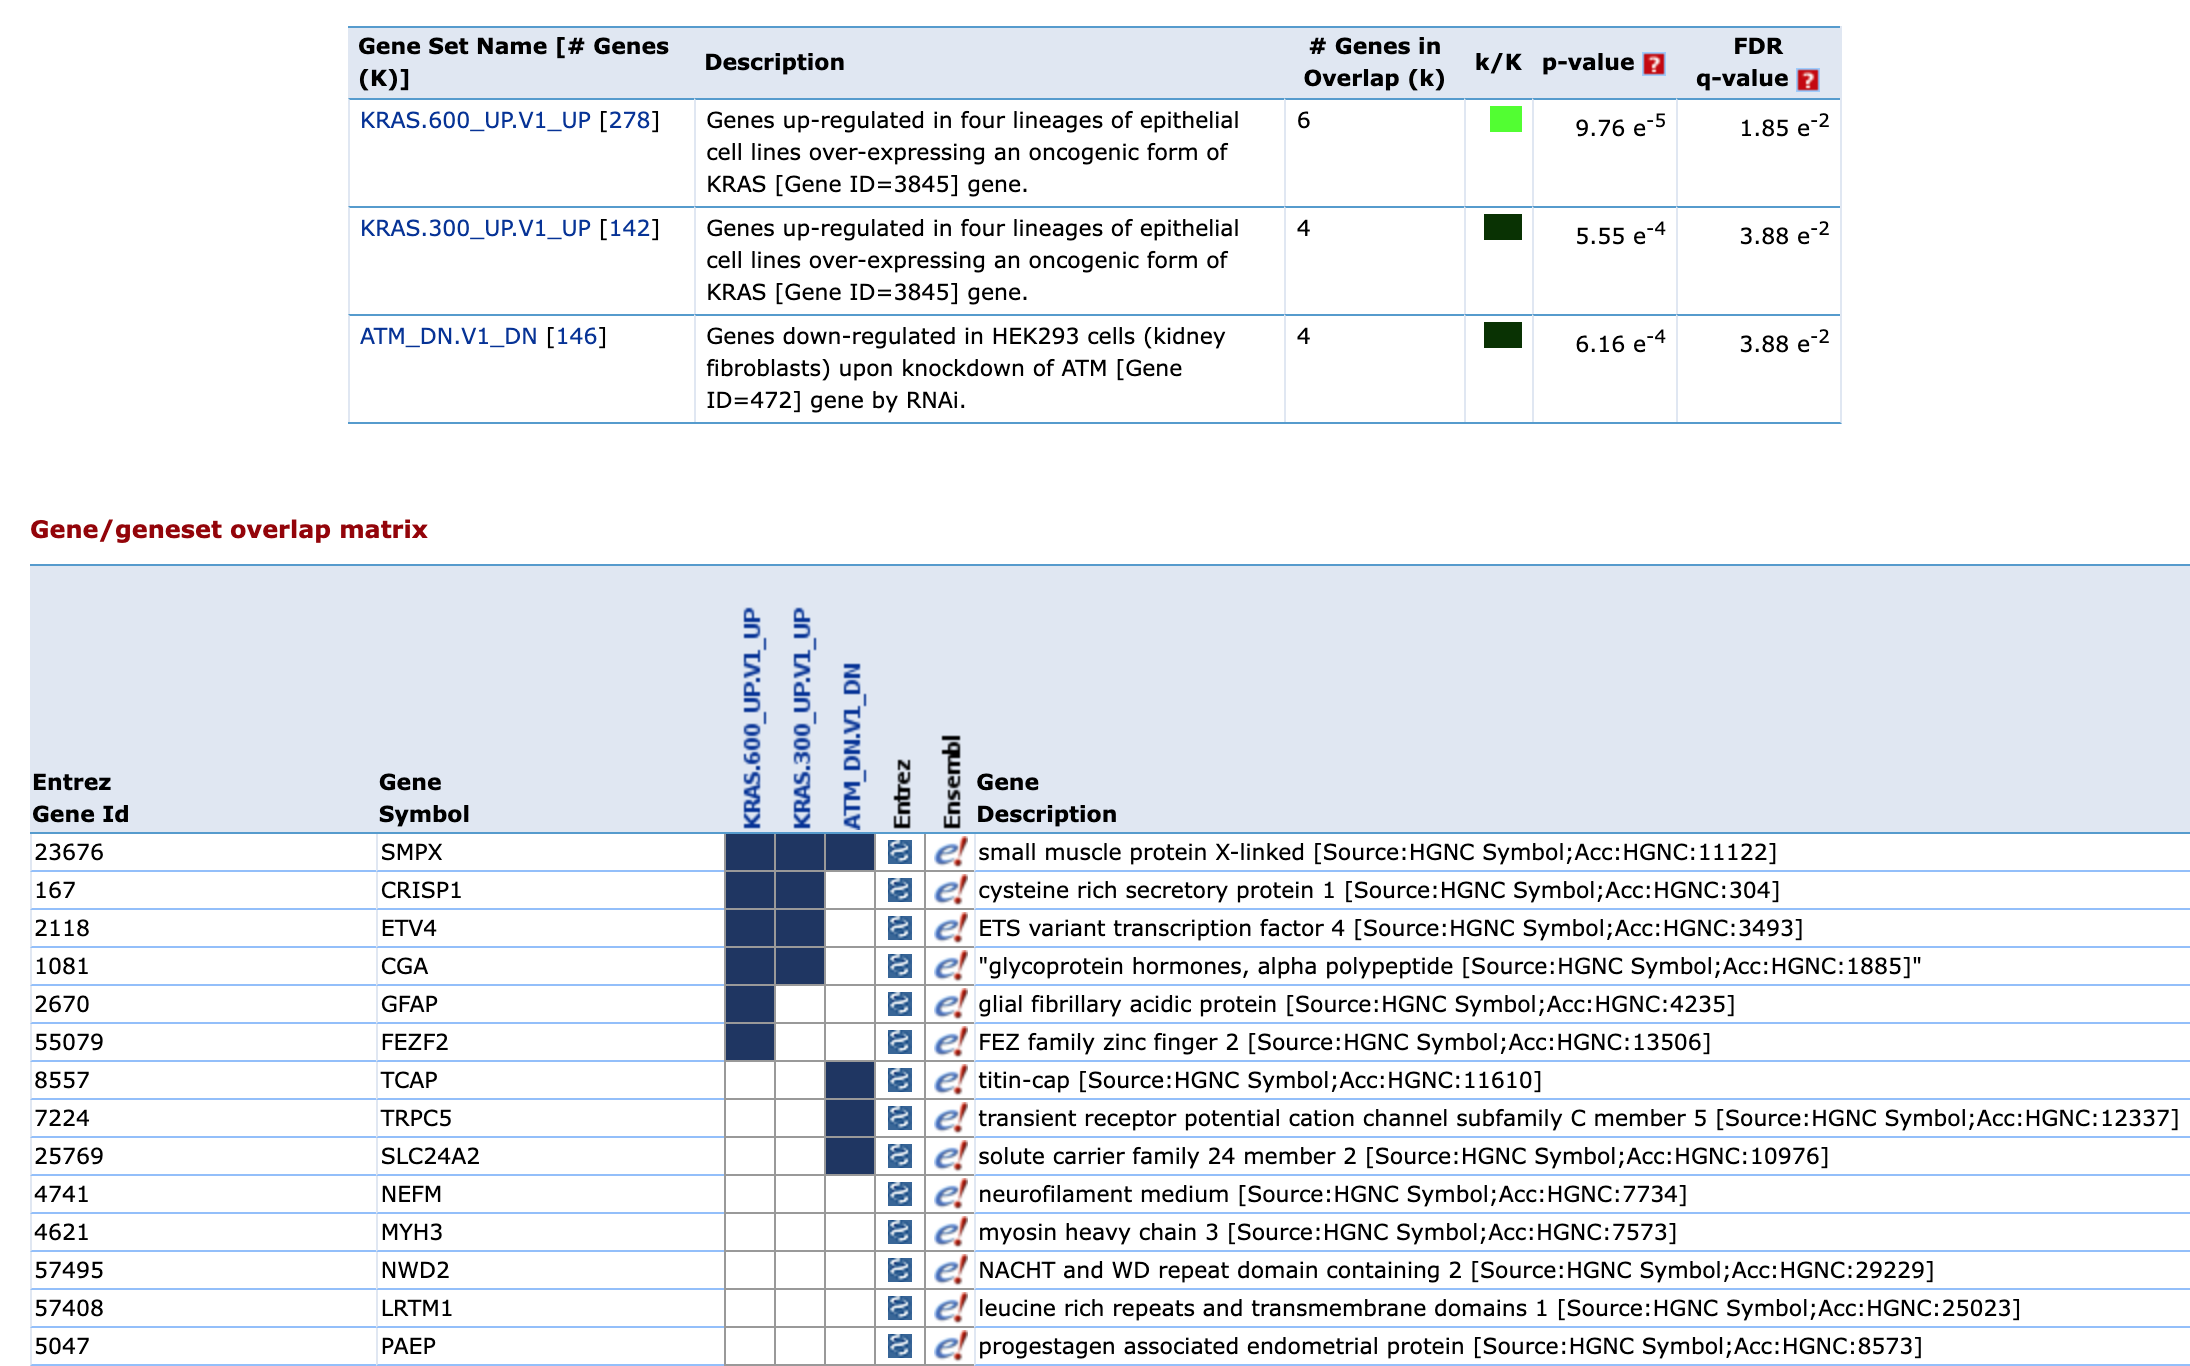 Gene Set Name [# Genes (K)] Description # Genes in Overlap (k) k/K p-value ? FDR q-value ?
KRAS.600_UP.V1_UP [278] Genes up-regulated in four lineages of epithelial 6 9.76 e-5 1.85 e-2
cell lines over-expressing an oncogenic form of
KRAS [Gene ID=3845] gene.
KRAS.300_UP.V1_UP [142] Genes up-regulated in four lineages of epithelial 4 5.55 e-4 3.88 e-2
cell lines over-expressing an oncogenic form of
KRAS [Gene ID=3845] gene.
ATM_DN.V1_DN [146] Genes down-regulated in HEK293 cells (kidney 4 6.16 e-4 3.88 e-2
fibroblasts) upon knockdown of ATM [Gene
ID=472] gene by RNAi.
Gene/geneset overlap matrix
Entrez Gene Id Gene Symbol KRAS.600_UP.V1_UP KRAS.300_UP.V1_UP ATM_DN.V1_DN Entrez Ensembl Gene Description
23676 SMPX e! small muscle protein X-linked [Source:HGNC Symbol;Acc:HGNC:11122]
167 CRISP1 e! cysteine rich secretory protein 1 [Source:HGNC Symbol;Acc:HGNC:304]
2118 ETV4 e! ETS variant transcription factor 4 [Source:HGNC Symbol;Acc:HGNC:3493]
1081 CGA e! "glycoprotein hormones, alpha polypeptide [Source:HGNC Symbol;Acc:HGNC:1885]"
2670 GFAP e! glial fibrillary acidic protein [Source:HGNC Symbol;Acc:HGNC:4235]
55079 FEZF2 e! FEZ family zinc finger 2 [Source:HGNC Symbol;Acc:HGNC:13506]
8557 TCAP e! titin-cap [Source:HGNC Symbol;Acc:HGNC:11610]
7224 TRPC5 e! transient receptor potential cation channel subfamily C member 5 [Source:HGNC Symbol;Acc:HGNC:12337]
25769 SLC24A2 e! solute carrier family 24 member 2 [Source:HGNC Symbol;Acc:HGNC:10976]
4741 NEFM e! neurofilament medium [Source:HGNC Symbol;Acc:HGNC:7734]
4621 MYH3 e! myosin heavy chain 3 [Source:HGNC Symbol;Acc:HGNC:7573]
57495 NWD2 e! NACHT and WD repeat domain containing 2 [Source:HGNC Symbol;Acc:HGNC:29229]
57408 LRTM1 e! leucine rich repeats and transmembrane domains 1 [Source:HGNC Symbol;Acc:HGNC:25023]
5047 PAEP e! progestagen associated endometrial protein [Source:HGNC Symbol;Acc:HGNC:8573]